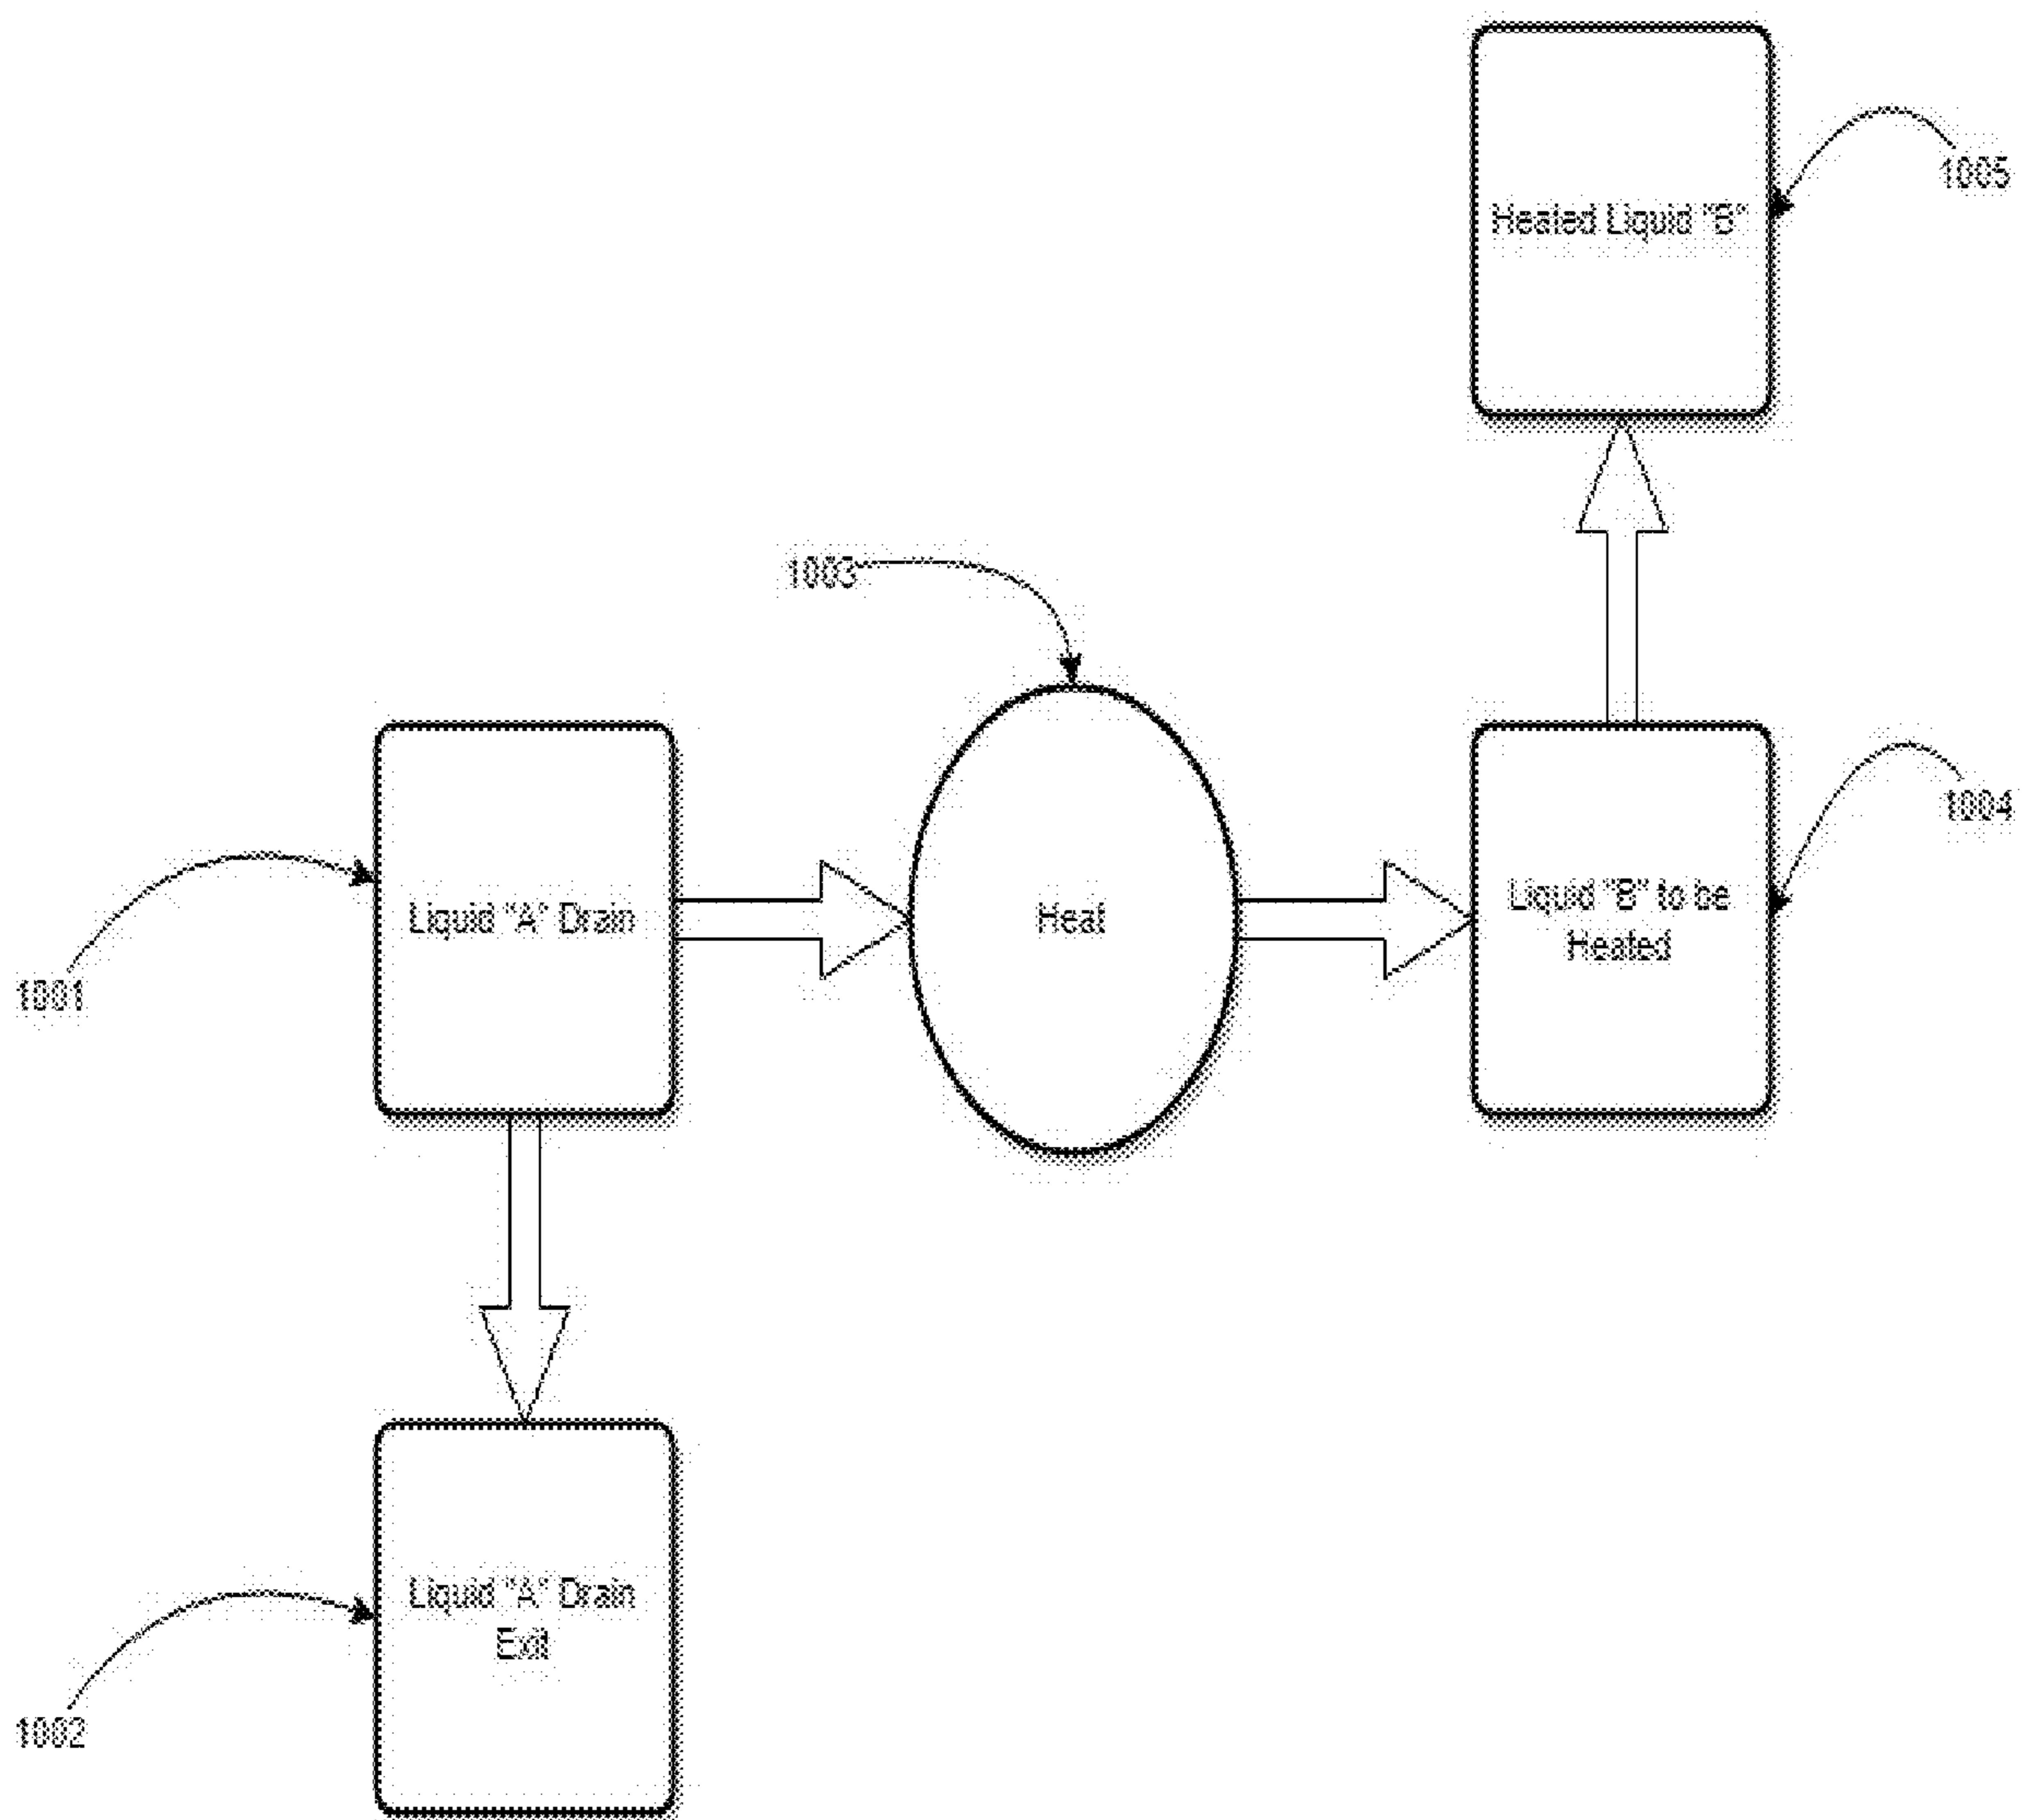 1005
Heated Liquid "B"
1003
1004
Liquid "A" Drain
Heat
Liquid "B" to be
Heated
1001
Liquid "A" Drain
Exit
1002